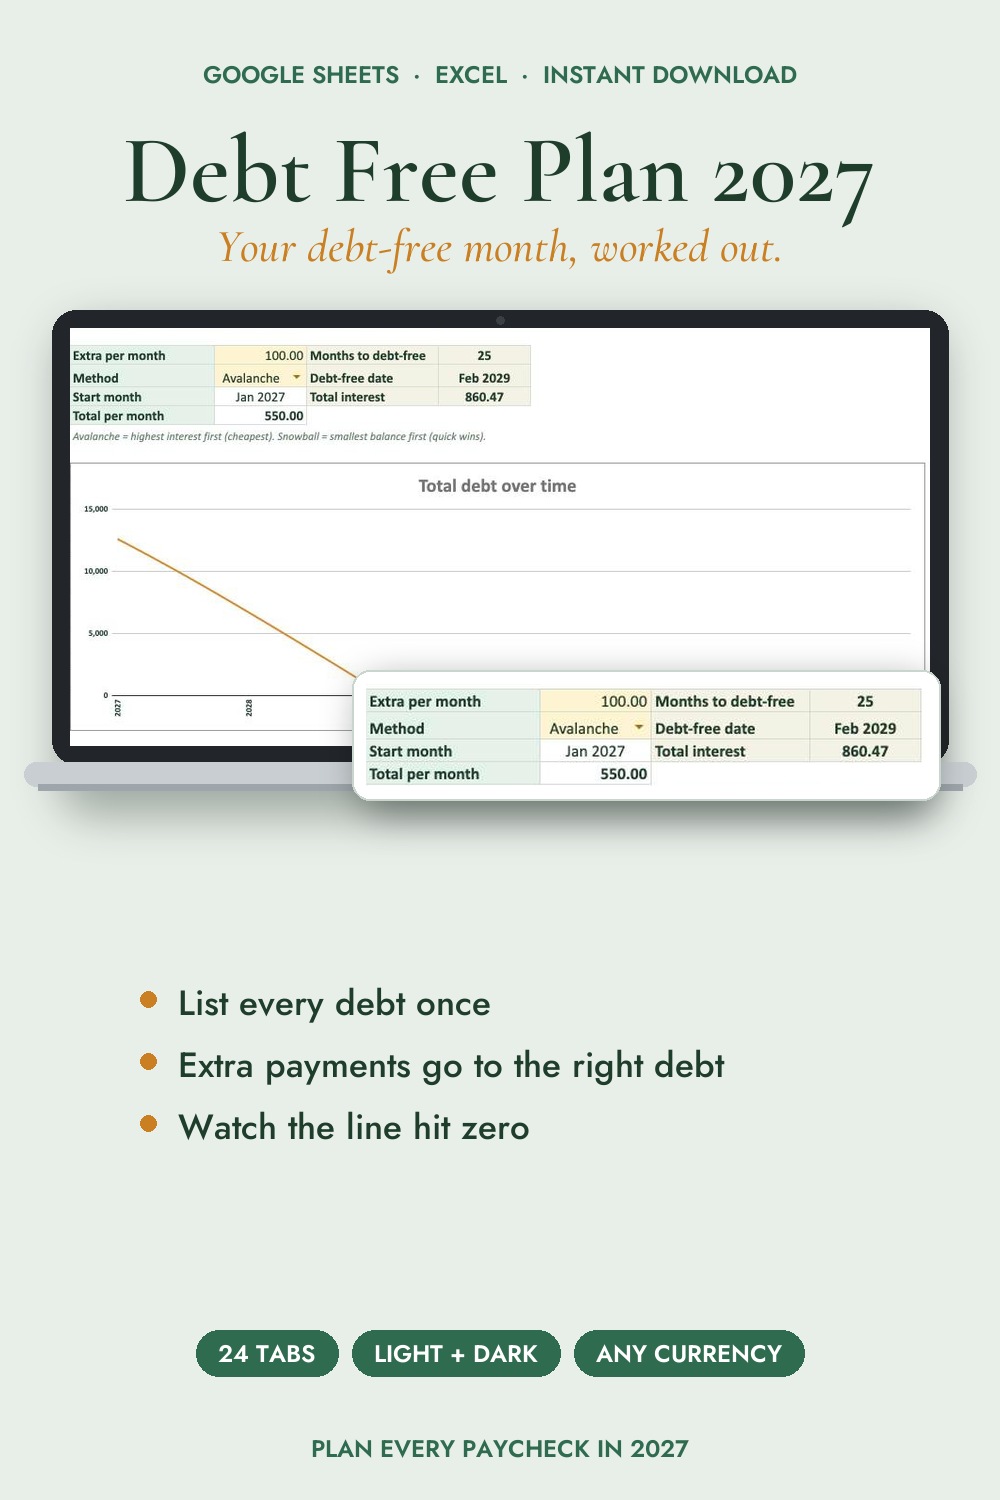 GOOGLE SHEETS · EXCEL · INSTANT DOWNLOAD
Debt Free Plan 2027
Your debt-free month, worked out.
Extra per month 100.00 Months to debt-free 25
Method Avalanche Debt-free date Feb 2029
Start month Jan 2027 Total interest 860.47
Total per month 550.00
Avalanche = highest interest first (cheapest). Snowball = smallest balance first (quick wins).
Total debt over time
15,000
10,000
5,000
0
2027 2028
Extra per month 100.00 Months to debt-free 25
Method Avalanche Debt-free date Feb 2029
Start month Jan 2027 Total interest 860.47
Total per month 550.00
List every debt once
Extra payments go to the right debt
Watch the line hit zero
24 TABS LIGHT + DARK ANY CURRENCY
PLAN EVERY PAYCHECK IN 2027